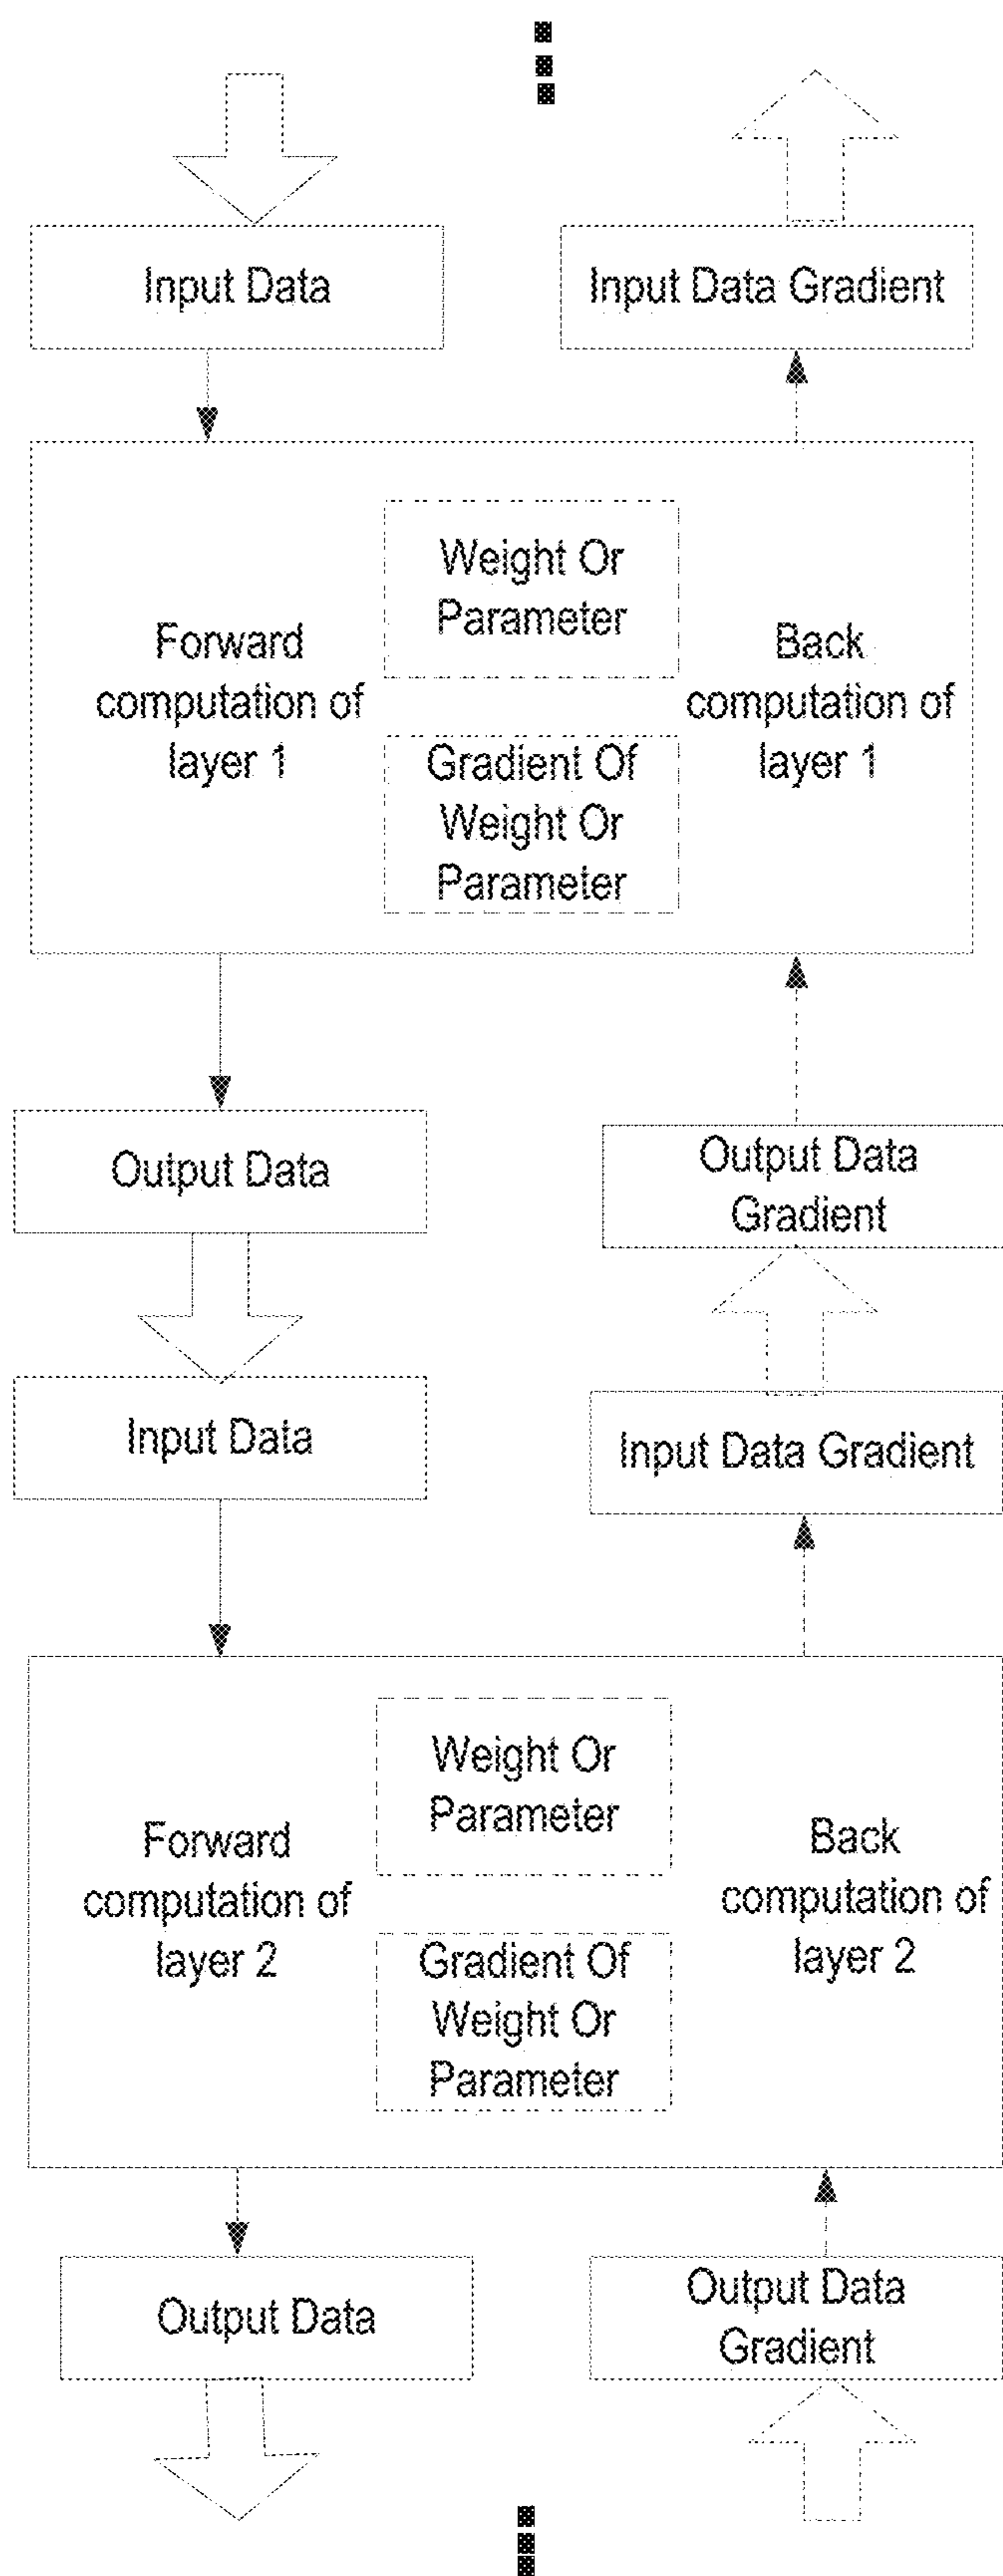 Input Data
Input Data Gradient
Weight Or
Parameter
Forward
computation of
layer 1
Back
computation of
layer 1
Gradient Of
Weight Or
Parameter
Output Data
Output Data
Gradient
Input Data
Input Data Gradient
Weight Or
Parameter
Forward
computation of
layer 2
Back
computation of
layer 2
Gradient Of
Weight Or
Parameter
Output Data
Output Data
Gradient